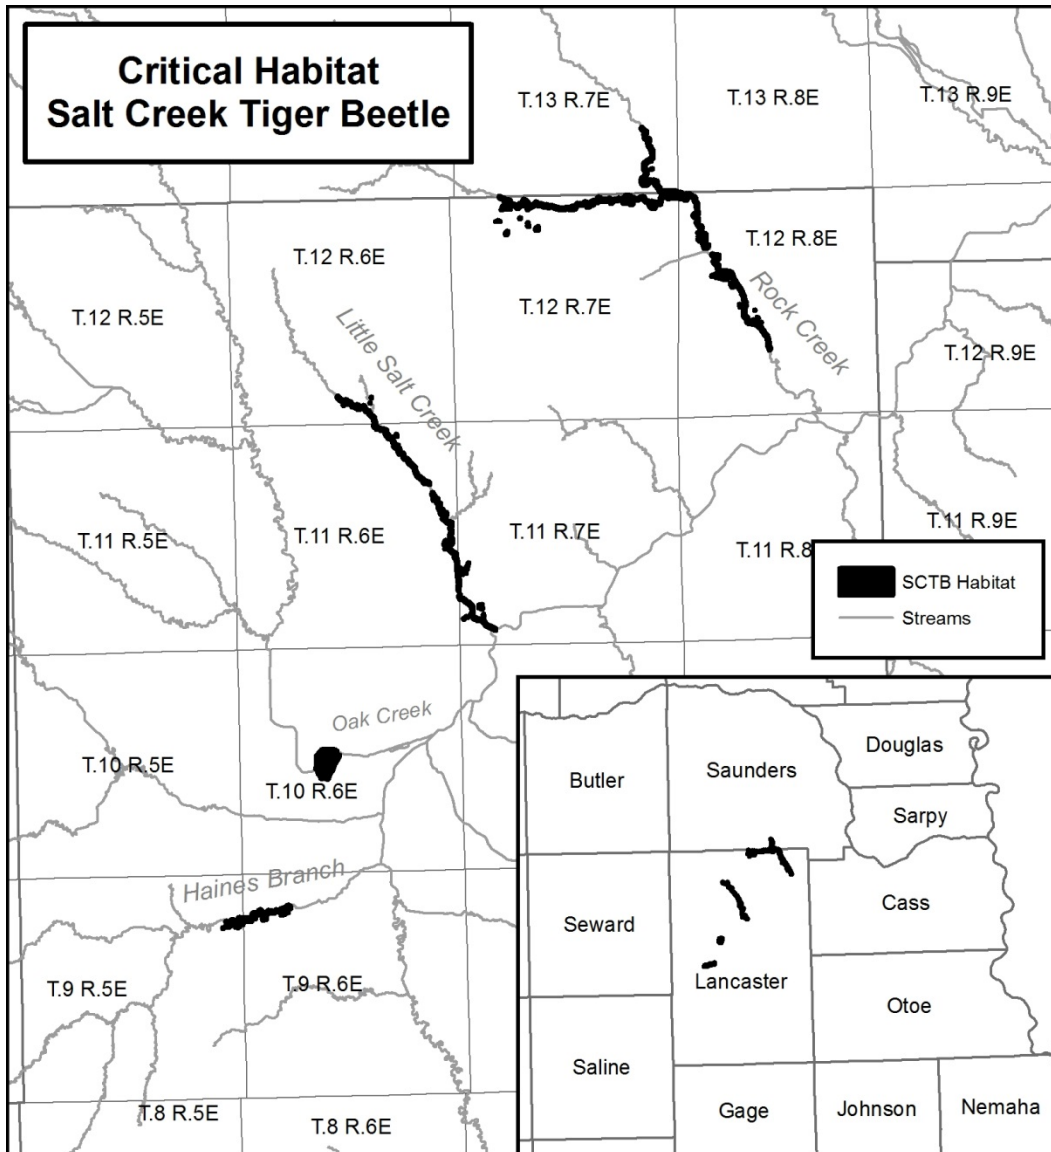 Critical Habitat
Salt Creek Tiger Beetle
T.13 R.7E
T.13 R.8E
T.13 R.9E
T.12 R.5E
T.12 R.6E
T.12 R.7E
T.12 R.8E
T.12 R.9E
Little Salt Creek
Rock Creek
T.11 R.5E
T.11 R.6E
T.11 R.7E
T.11 R.8
T.11 R.9E
SCTB Habitat
Streams
Oak Creek
T.10 R.5E
T.10 R.6E
Haines Branch
T.9 R.5E
T.9 R.6E
T.8 R.5E
T.8 R.6E
Butler
Saunders
Douglas
Sarpy
Seward
Cass
Lancaster
Otoe
Saline
Gage
Johnson
Nemaha